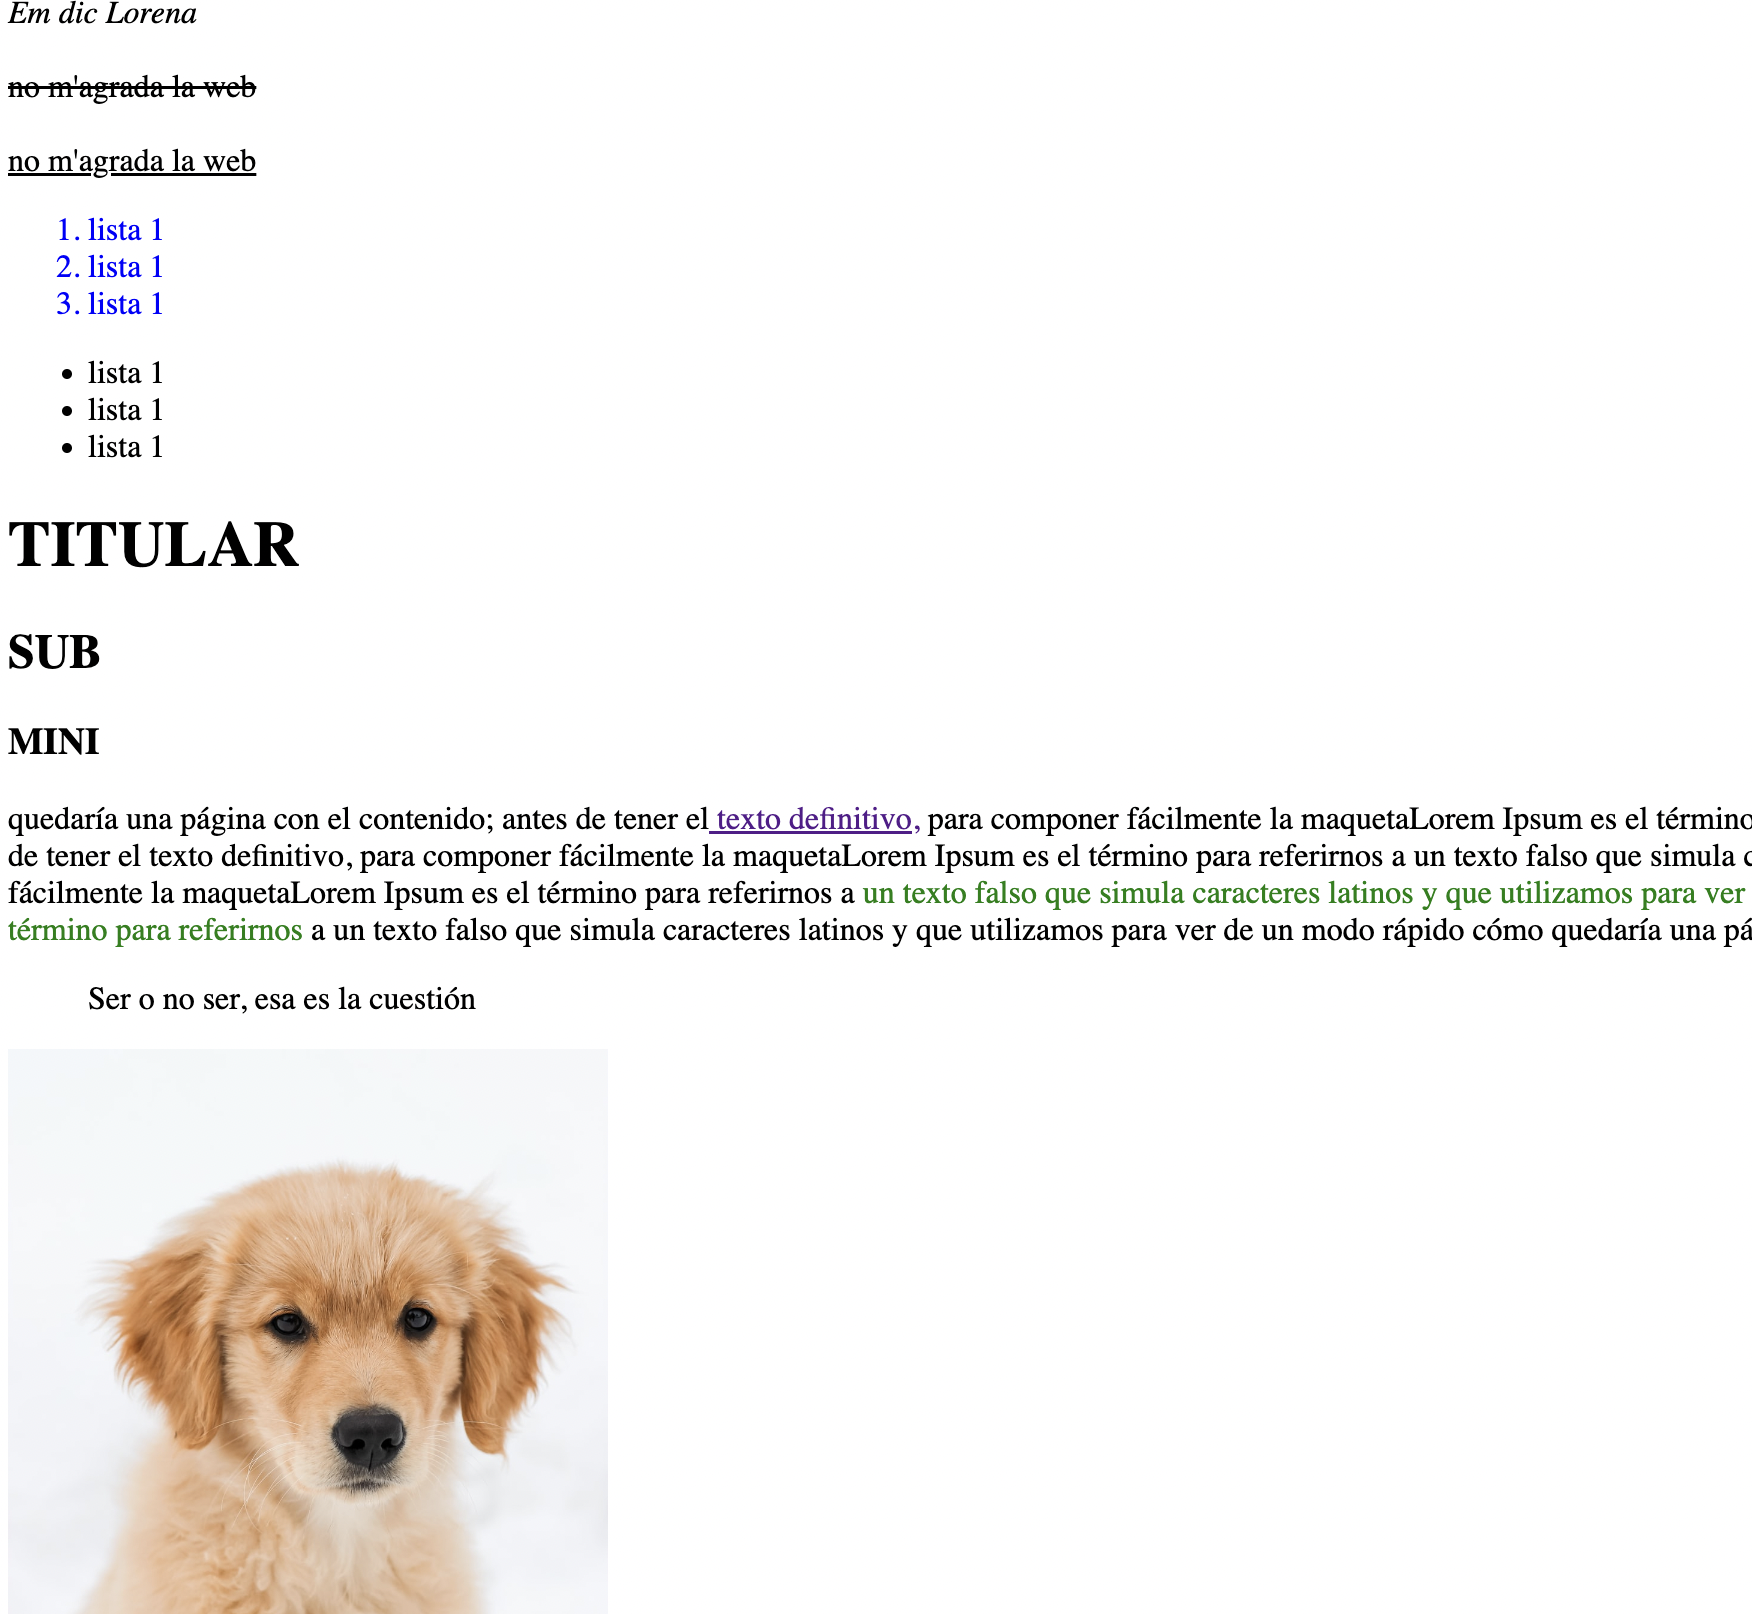 Em dic Lorena
no m'agrada la web
no m'agrada la web
1. lista 1
2. lista 1
3. lista 1
• lista 1
• lista 1
• lista 1
TITULAR
SUB
MINI
quedaría una página con el contenido; antes de tener el texto definitivo, para componer fácilmente la maquetaLorem Ipsum es el término
de tener el texto definitivo, para componer fácilmente la maquetaLorem Ipsum es el término para referirnos a un texto falso que simula c
fácilmente la maquetaLorem Ipsum es el término para referirnos a un texto falso que simula caracteres latinos y que utilizamos para ver
término para referirnos a un texto falso que simula caracteres latinos y que utilizamos para ver de un modo rápido cómo quedaría una pá
Ser o no ser, esa es la cuestión